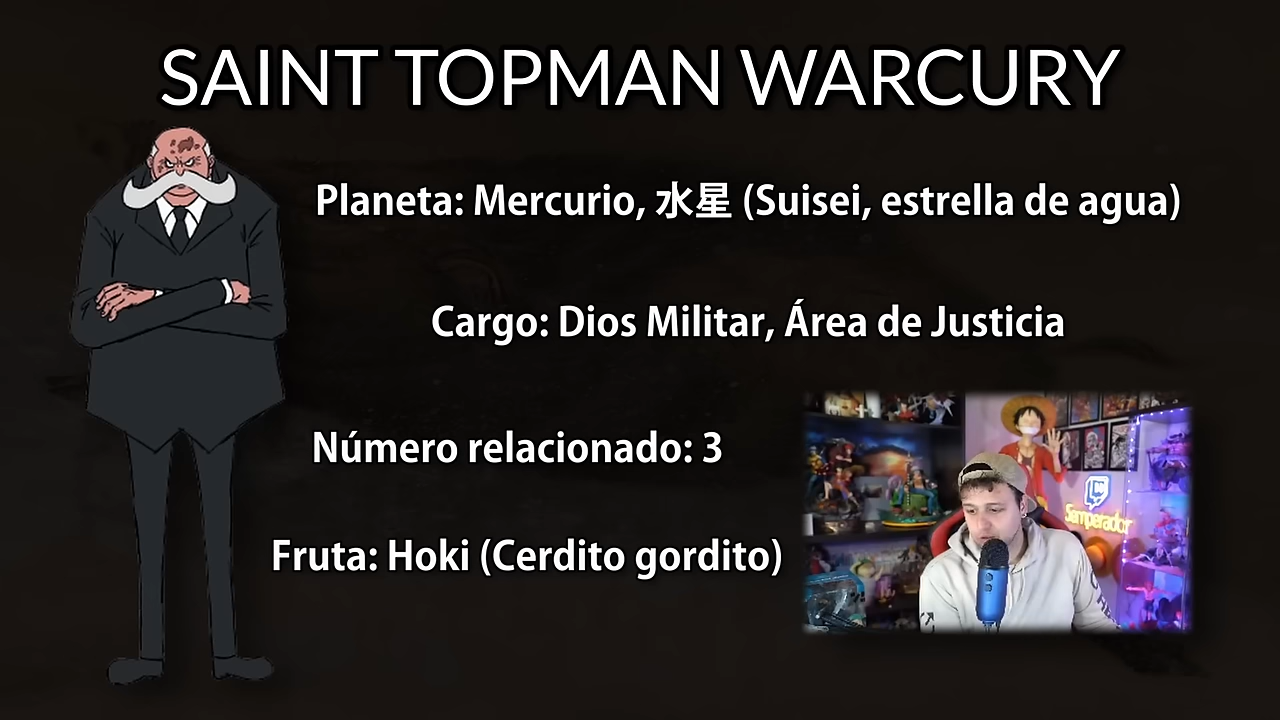 SAINT TOPMAN WARCURY
Planeta: Mercurio, 水星 (Suisei, estrella de agua)
Cargo: Dios Militar, Área de Justicia
Número relacionado: 3
Fruta: Hoki (Cerdito gordito)
Semperador